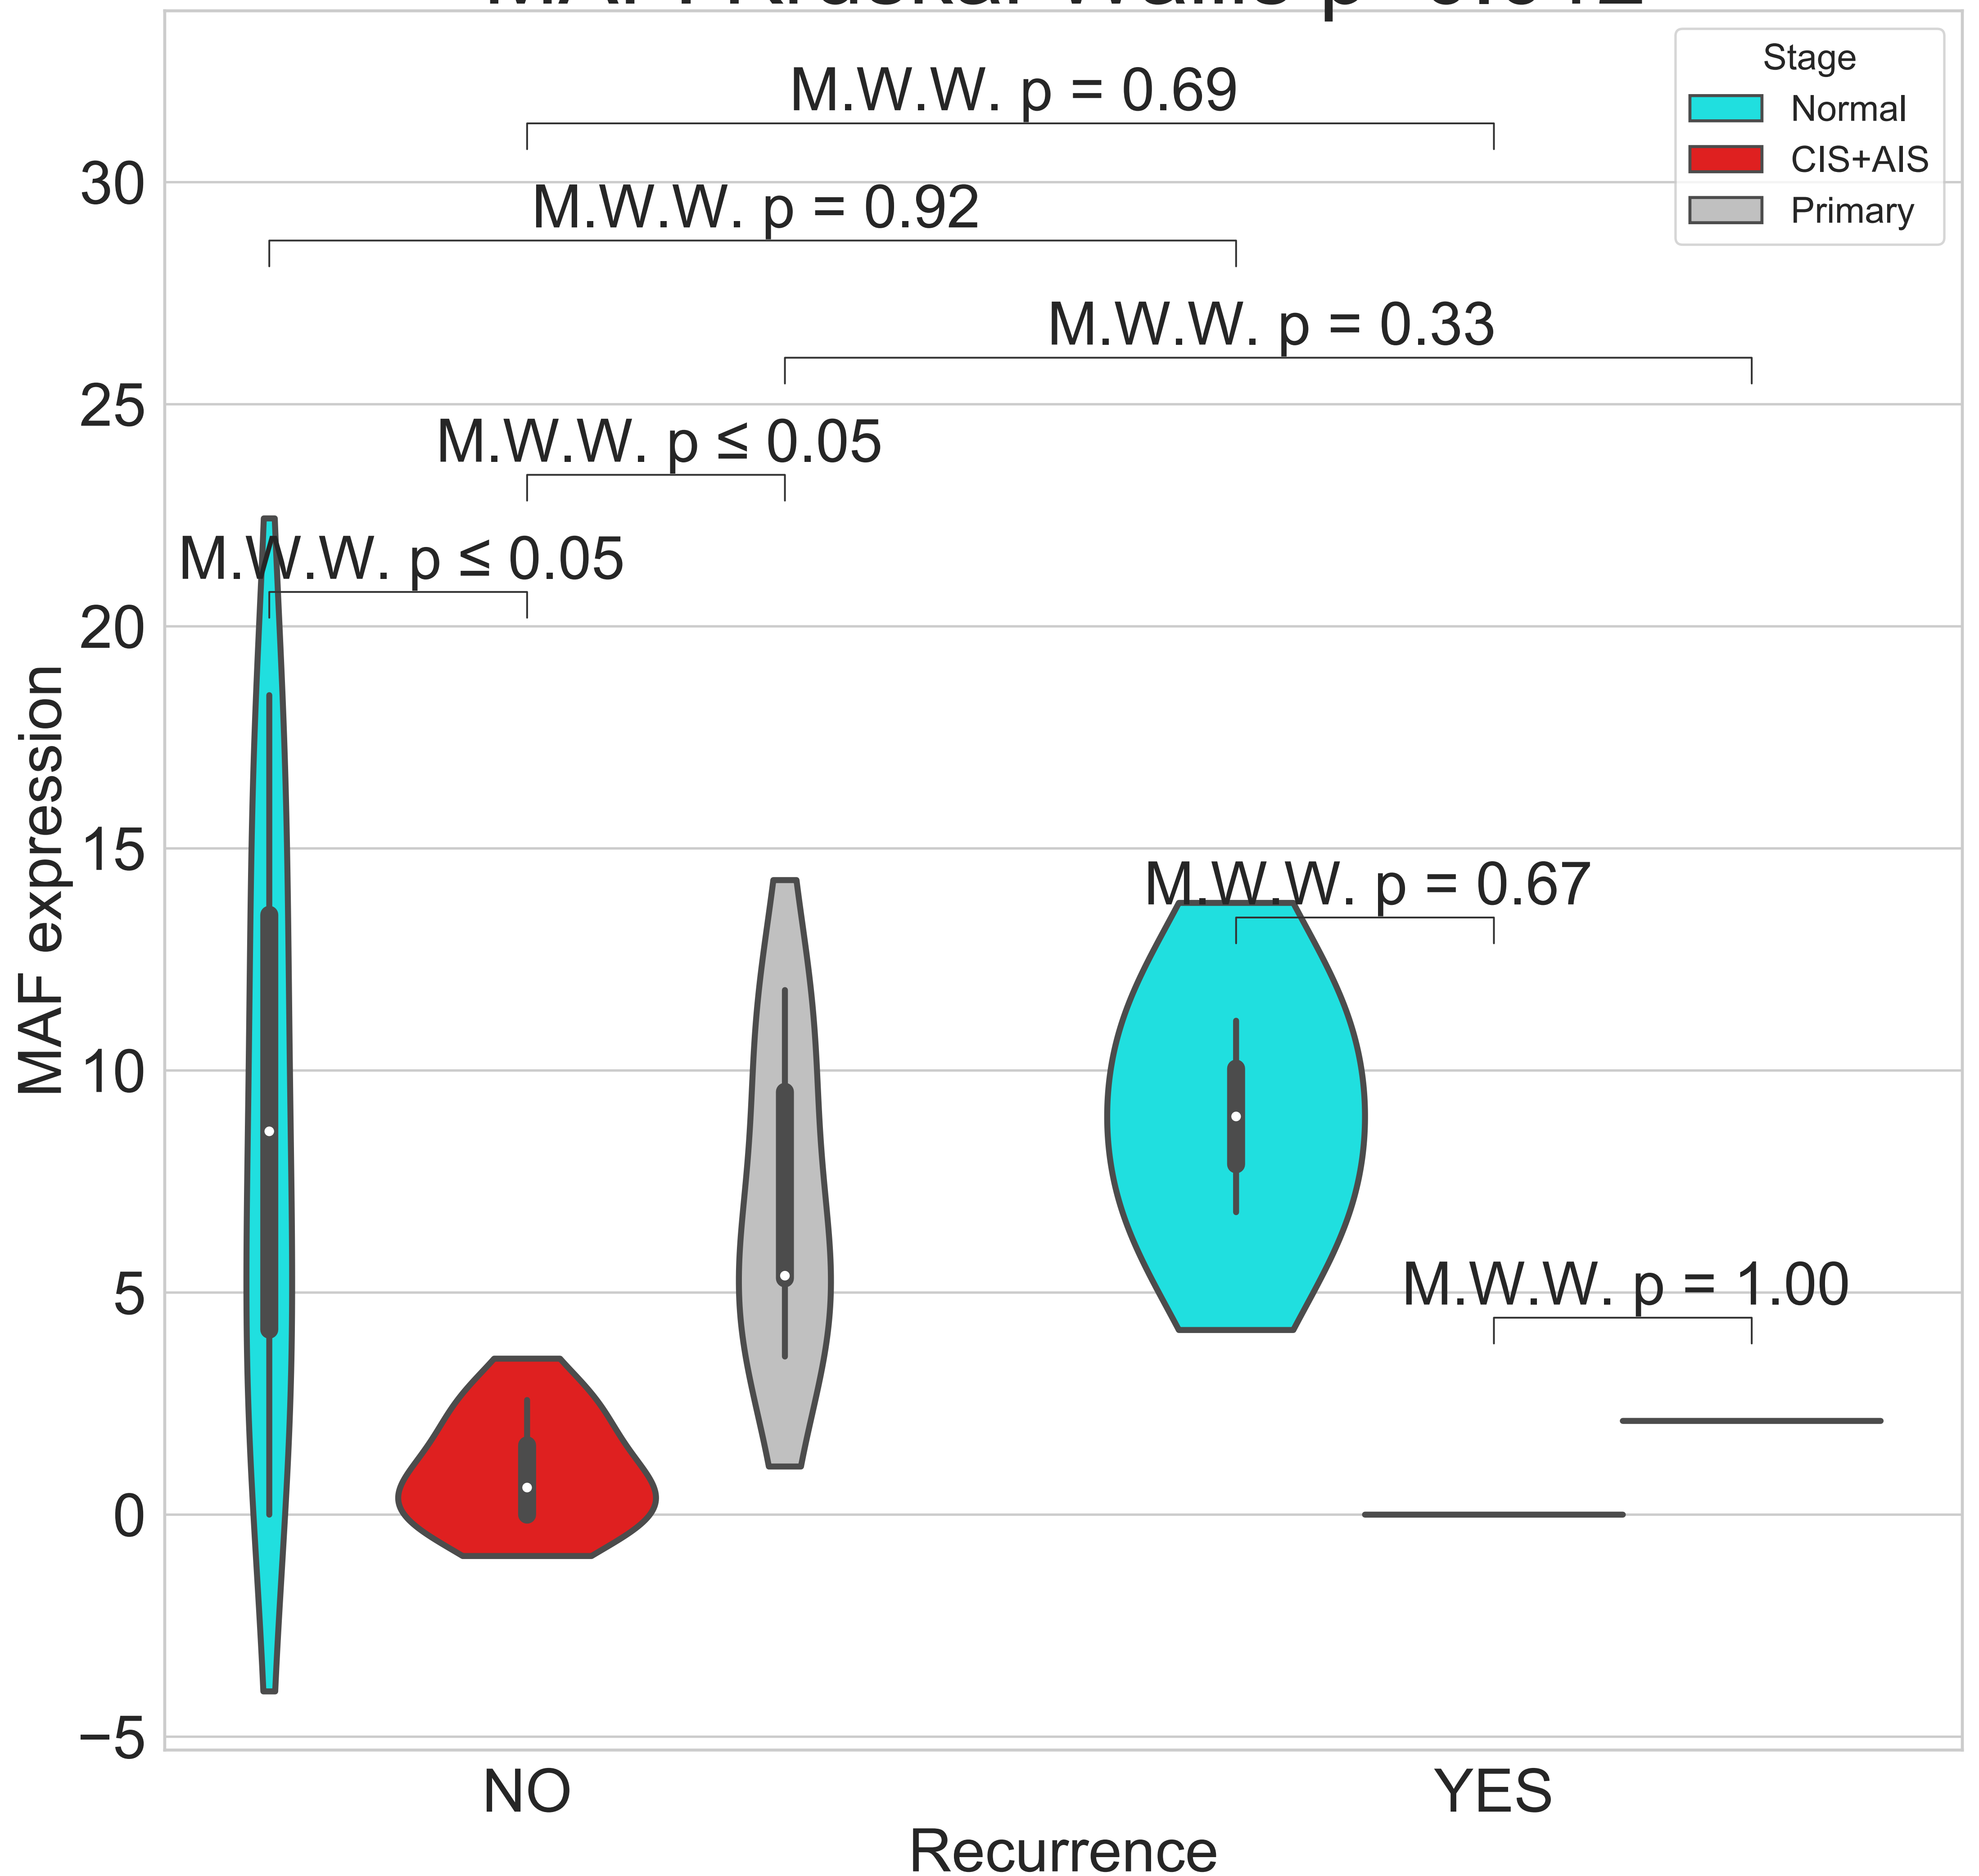 Stage
Normal
CIS+AIS
Primary
M.W.W. p = 0.69
M.W.W. p = 0.92
M.W.W. p = 0.33
M.W.W. p ≤ 0.05
M.W.W. p ≤ 0.05
M.W.W. p = 0.67
M.W.W. p = 1.00
30
25
20
15
10
5
0
−5
MAF expression
NO
YES
Recurrence